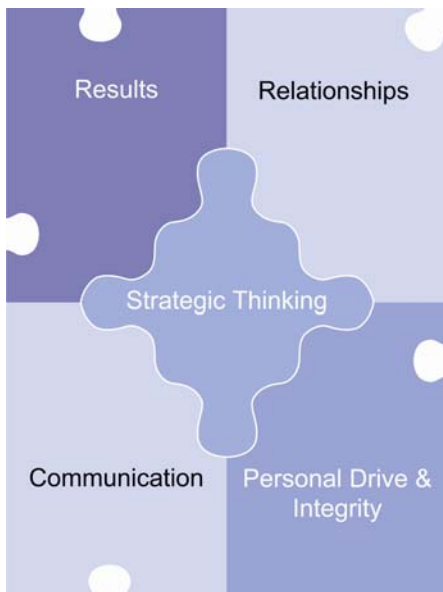 Results
Relationships
Strategic Thinking
Communication
Personal Drive &
Integrity